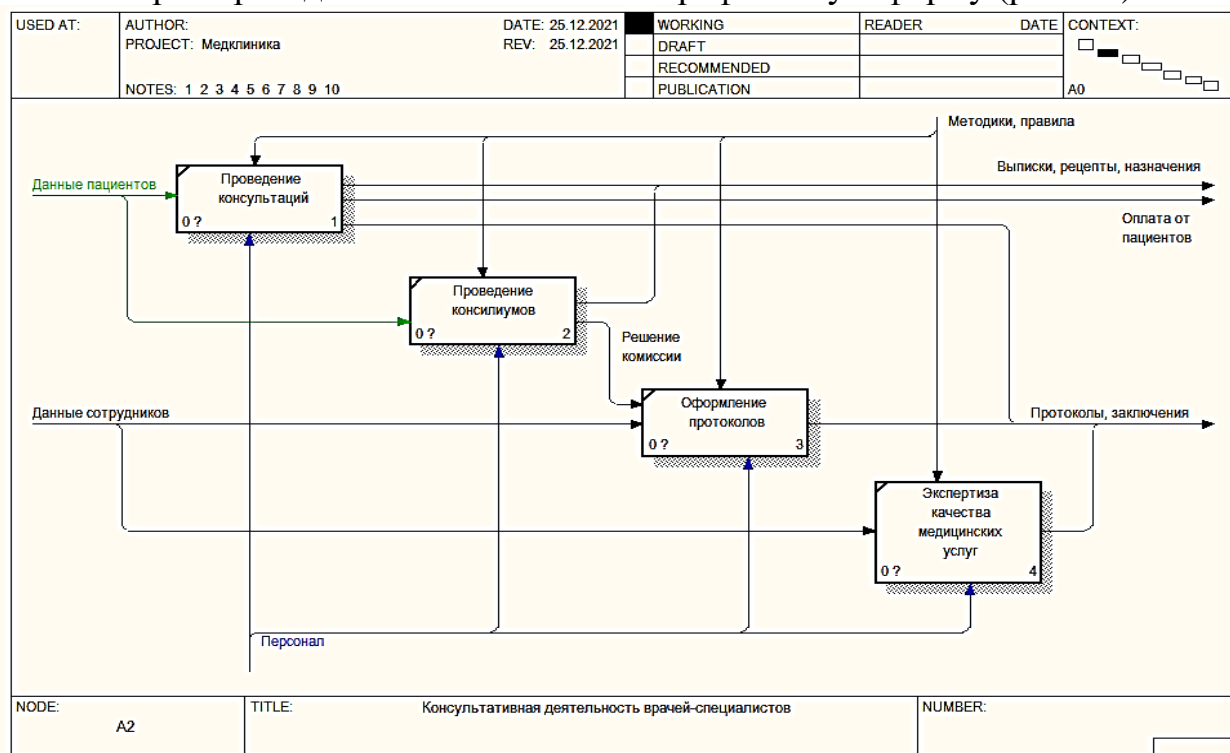 USED AT:
AUTHOR:
DATE: 25.12.2021
PROJECT: Медклиника
REV: 25.12.2021
NOTES: 1 2 3 4 5 6 7 8 9 10
WORKING
DRAFT
RECOMMENDED
PUBLICATION
READER
DATE
CONTEXT:
A0
Методики, правила
Данные пациентов
Проведение
консультаций
0 ?
1
Выписки, рецепты, назначения
Оплата от
пациентов
Проведение
консилиумов
0 ?
2
Решение
комиссии
Данные сотрудников
Оформление
протоколов
0 ?
3
Протоколы, заключения
Экспертиза
качества
медицинских
услуг
0 ?
4
Персонал
NODE:
A2
TITLE:
Консультативная деятельность врачей-специалистов
NUMBER: